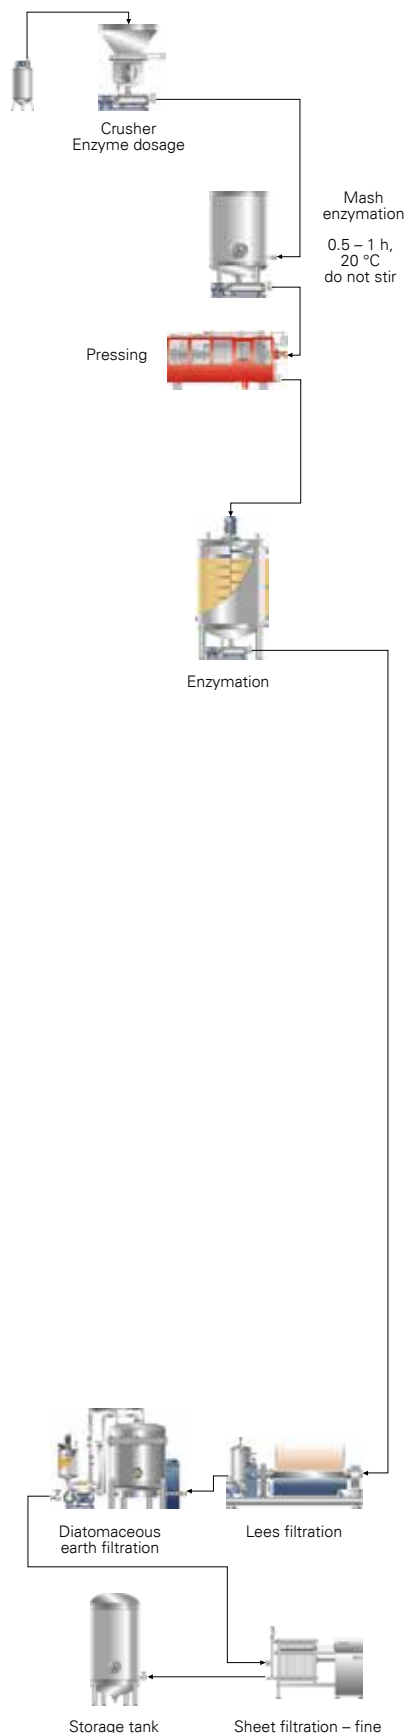 Crusher
Enzyme dosage
Mash
enzymation
0.5 – 1 h,
20 °C
do not stir
Pressing
Enzymation
Diatomaceous
earth filtration
Lees filtration
Storage tank
Sheet filtration – fine